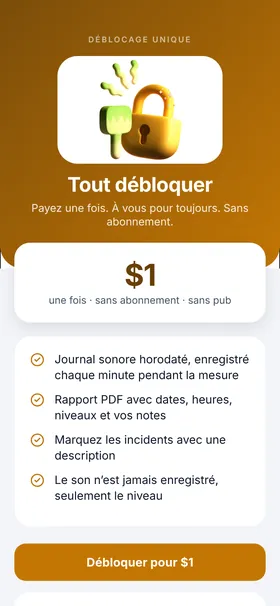 DÉBLOCAGE UNIQUE
Tout débloquer
Payez une fois. À vous pour toujours. Sans
abonnement.
$1
une fois · sans abonnement · sans pub
Journal sonore horodaté, enregistré
chaque minute pendant la mesure
Rapport PDF avec dates, heures,
niveaux et vos notes
Marquez les incidents avec une
description
Le son n’est jamais enregistré,
seulement le niveau
Débloquer pour $1